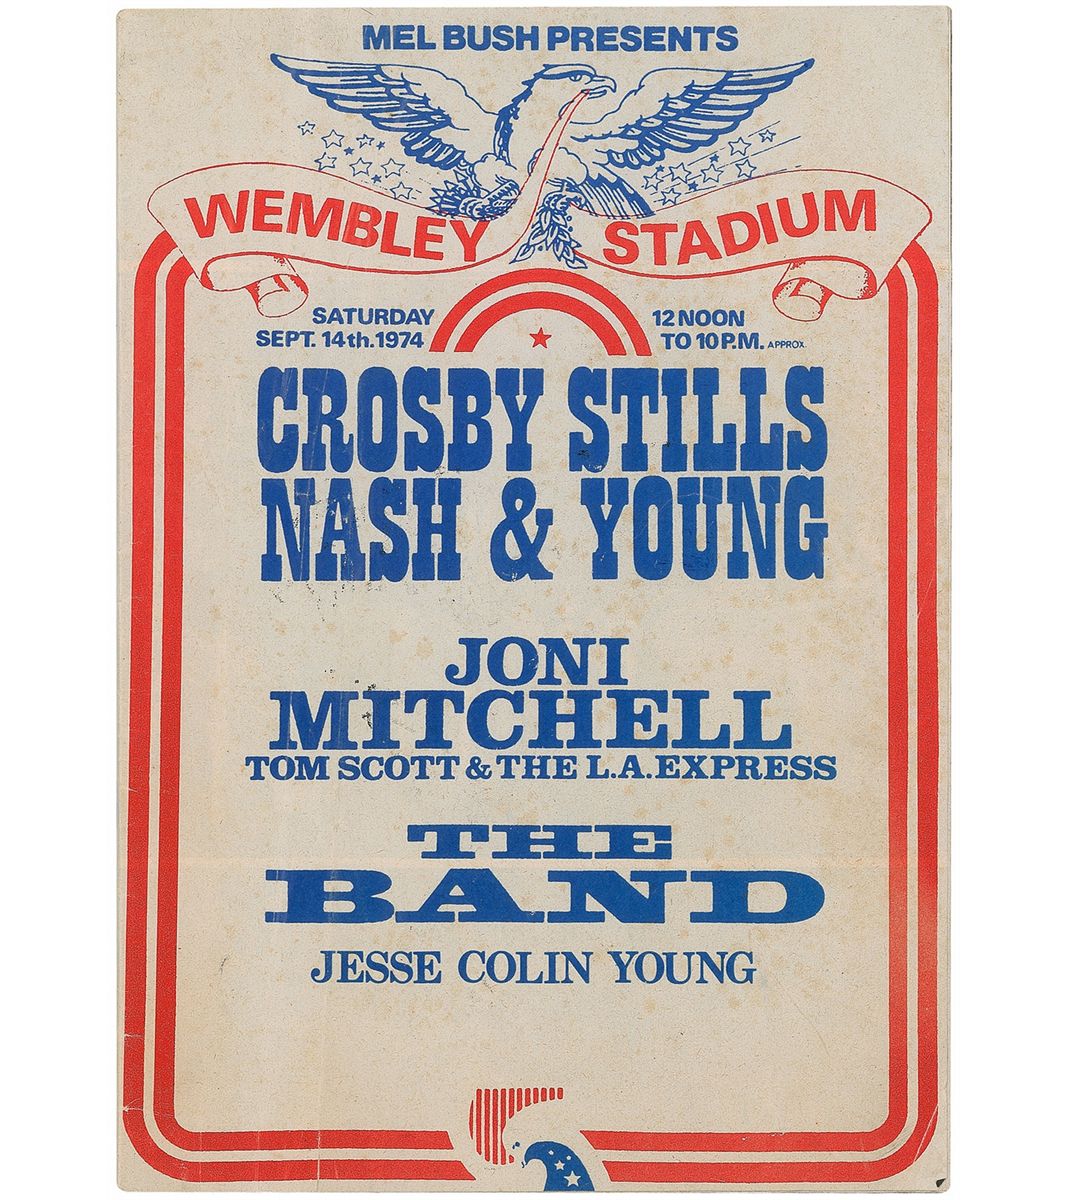 MEL BUSH PRESENTS
WEMBLEY STADIUM
SATURDAY
SEPT. 14th. 1974
12 NOON
TO 10 P.M. APPROX.
CROSBY STILLS
NASH & YOUNG
JONI
MITCHELL
TOM SCOTT & THE L.A. EXPRESS
THE
BAND
JESSE COLIN YOUNG